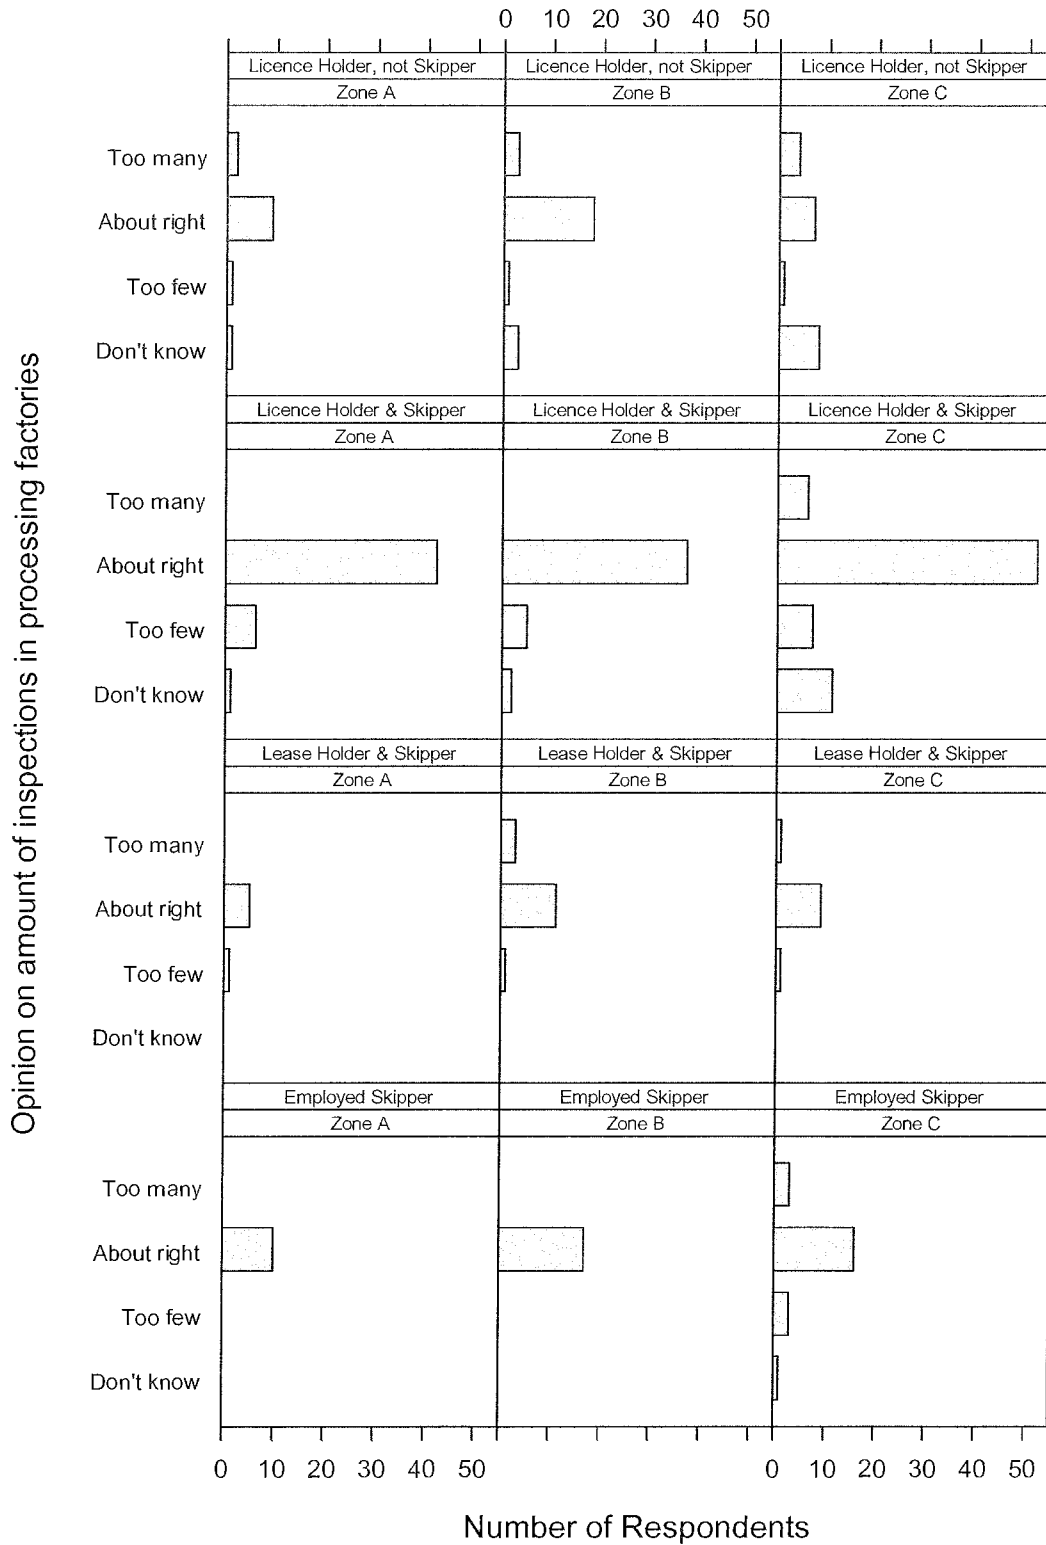 0 10 20 30 40 50
Licence Holder, not Skipper Licence Holder, not Skipper Licence Holder, not Skipper
Zone A Zone B Zone C
Too many
About right
Too few
Don't know
Licence Holder & Skipper Licence Holder & Skipper Licence Holder & Skipper
Zone A Zone B Zone C
Too many
About right
Too few
Don't know
Lease Holder & Skipper Lease Holder & Skipper Lease Holder & Skipper
Zone A Zone B Zone C
Too many
About right
Too few
Don't know
Employed Skipper Employed Skipper Employed Skipper
Zone A Zone B Zone C
Too many
About right
Too few
Don't know
0 10 20 30 40 50 0 10 20 30 40 50
Number of Respondents
Opinion on amount of inspections in processing factories